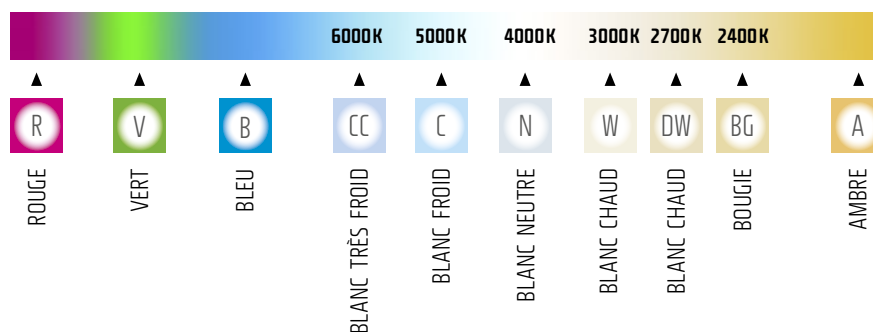 6000K 5000K 4000K 3000K 2700K 2400K
R V B CC C N W DW BG A
ROUGE
VERT
BLEU
BLANC TRÈS FROID
BLANC FROID
BLANC NEUTRE
BLANC CHAUD
BLANC CHAUD
BOUGIE
AMBRE